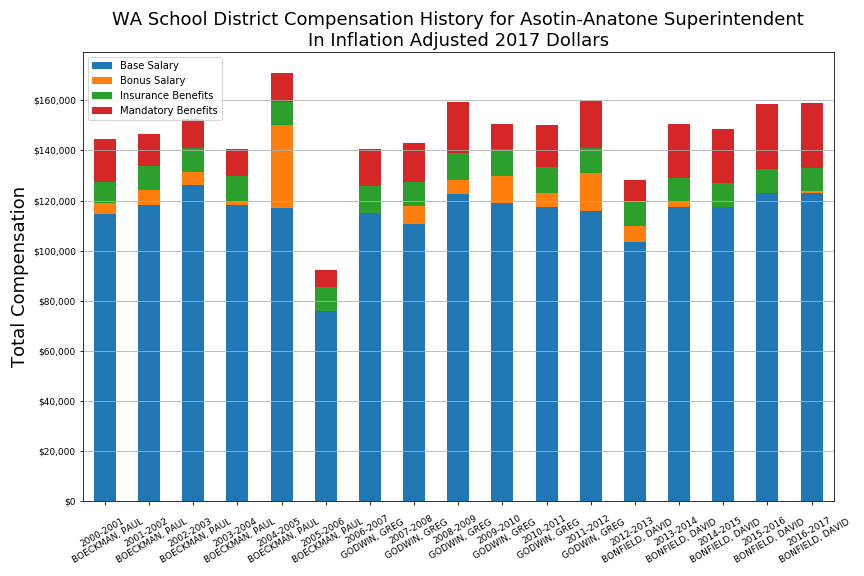 WA School District Compensation History for Asotin-Anatone Superintendent
In Inflation Adjusted 2017 Dollars
Base Salary
Bonus Salary
Insurance Benefits
Mandatory Benefits
Total Compensation
$160,000
$140,000
$120,000
$100,000
$80,000
$60,000
$40,000
$20,000
$0
2000-2001
BOECKMAN, PAUL
2001-2002
BOECKMAN, PAUL
2002-2003
BOECKMAN, PAUL
2003-2004
BOECKMAN, PAUL
2004-2005
BOECKMAN, PAUL
2005-2006
BOECKMAN, PAUL
2006-2007
GODWIN, GREG
2007-2008
GODWIN, GREG
2008-2009
GODWIN, GREG
2009-2010
GODWIN, GREG
2010-2011
GODWIN, GREG
2011-2012
GODWIN, GREG
2012-2013
BONFIELD, DAVID
2013-2014
BONFIELD, DAVID
2014-2015
BONFIELD, DAVID
2015-2016
BONFIELD, DAVID
2016-2017
BONFIELD, DAVID